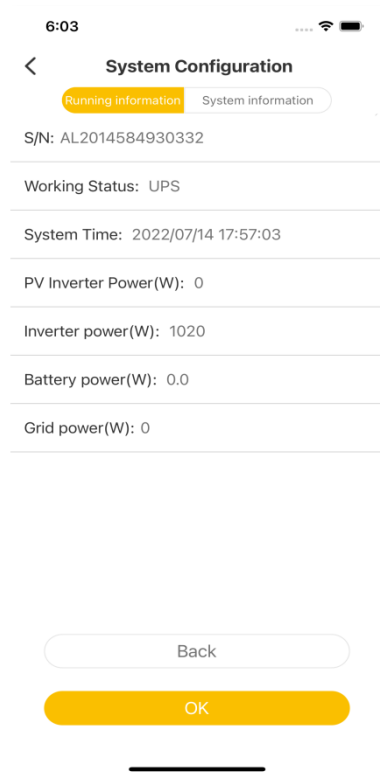 6:03
System Configuration
Running information System information
S/N: AL2014584930332
Working Status: UPS
System Time: 2022/07/14 17:57:03
PV Inverter Power(W): 0
Inverter power(W): 1020
Battery power(W): 0.0
Grid power(W): 0
Back
OK